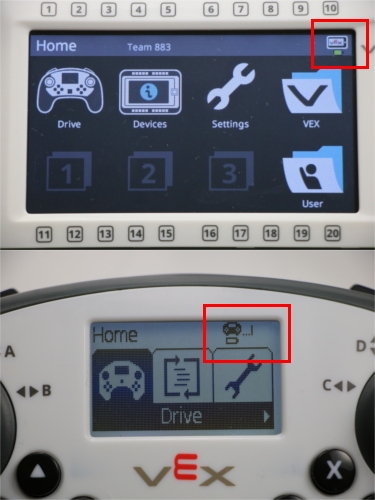 1 2 3 4 5 6 7 8 9 10
Home Team 883
Drive Devices Settings VEX
1 2 3
User
11 12 13 14 15 16 17 18 19 20
Home
A
B
D
C
Drive
VEX
X